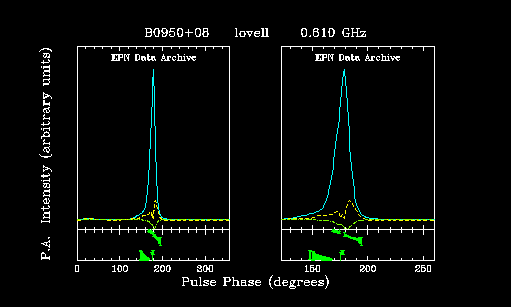 B0950+08 lovell 0.610 GHz
EPN Data Archive EPN Data Archive
P.A. Intensity (arbitrary units)
0 100 200 300 150 200 250
Pulse Phase (degrees)